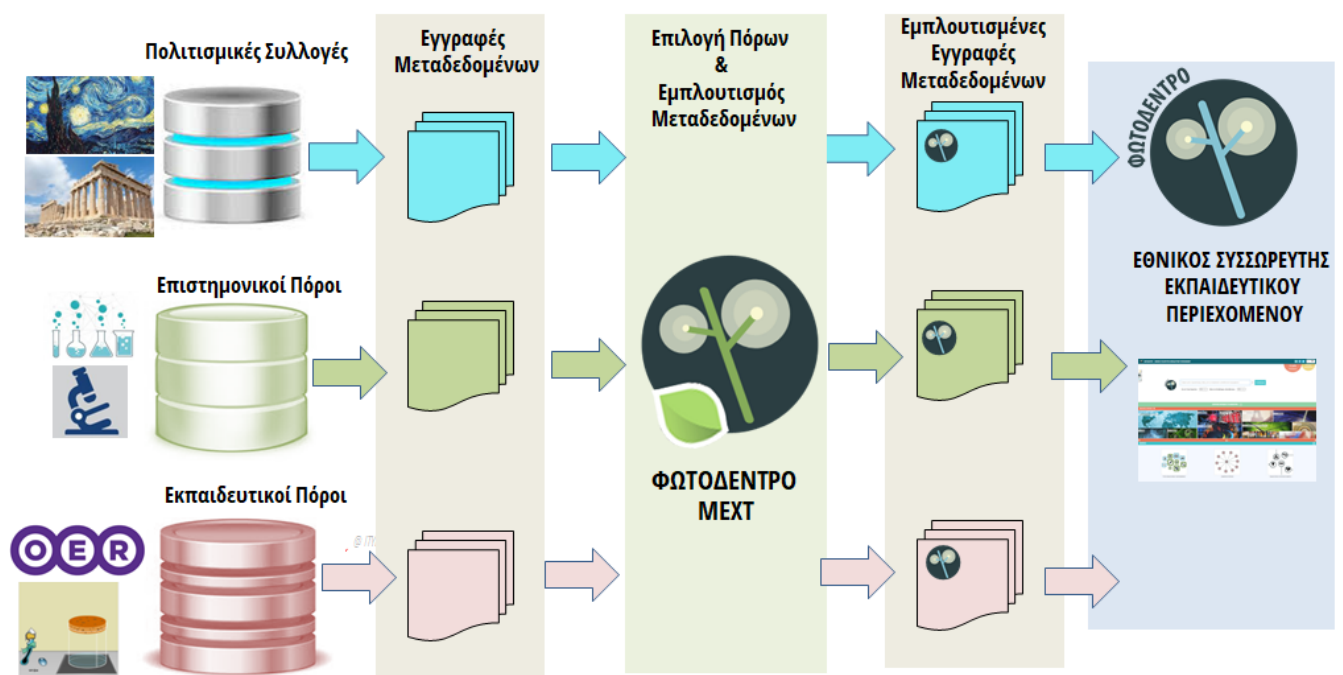 Πολιτισμικές Συλλογές
Εγγραφές
Μεταδεδομένων
Επιλογή Πόρων
&
Εμπλουτισμός
Μεταδεδομένων
Εμπλουτισμένες
Εγγραφές
Μεταδεδομένων
ΦΩΤΟΔΕΝΤΡΟ
ΕΘΝΙΚΟΣ ΣΥΣΣΩΡΕΥΤΗΣ
ΕΚΠΑΙΔΕΥΤΙΚΟΥ
ΠΕΡΙΕΧΟΜΕΝΟΥ
Επιστημονικοί Πόροι
ΦΩΤΟΔΕΝΤΡΟ
MEXT
Εκπαιδευτικοί Πόροι
OER